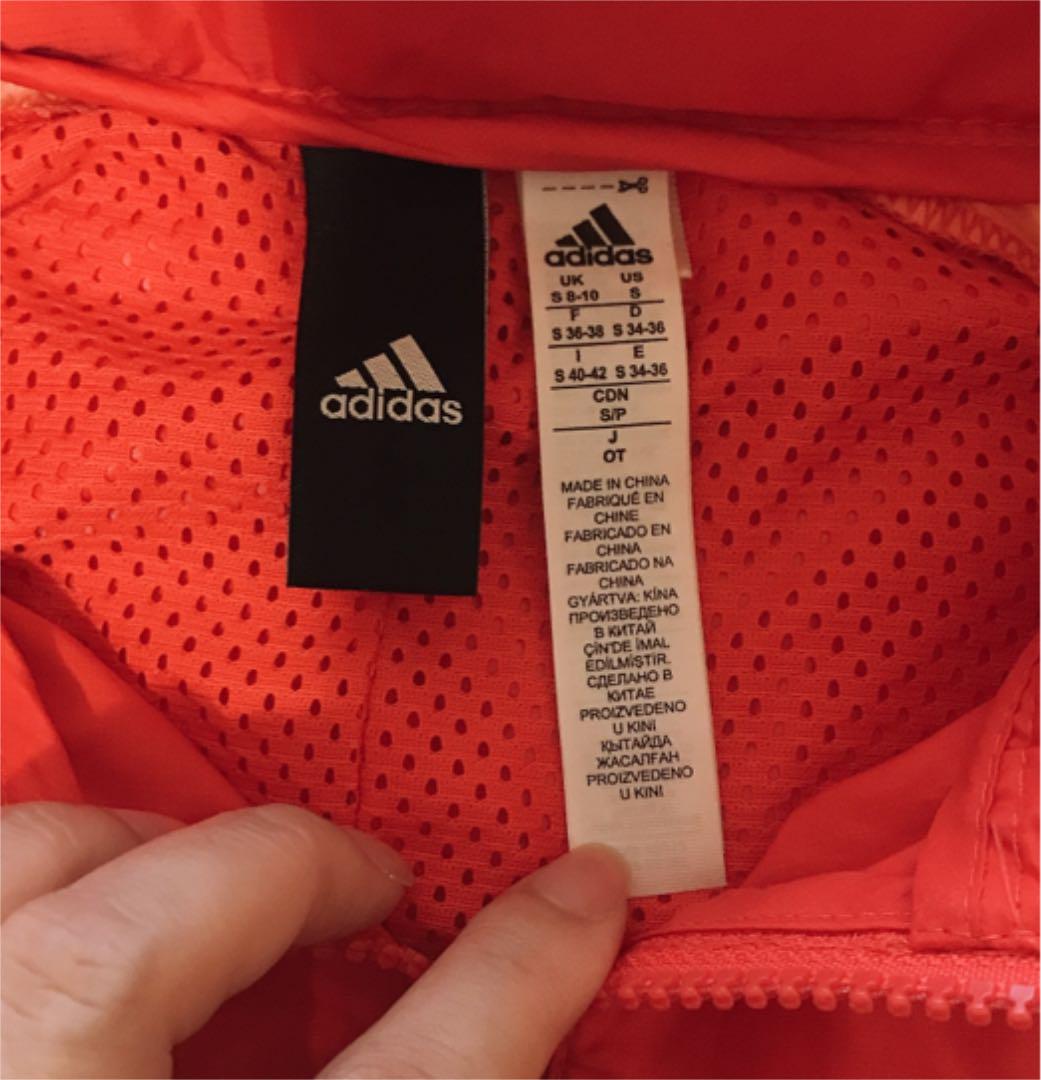 adidas
adidas
UK US
S 8-10 S
F D
S 36-38 S 34-36
I E
S 40-42 S 34-36
CDN
S/P
J
OT
MADE IN CHINA
FABRIQUÉ EN
CHINE
FABRICADO EN
CHINA
FABRICADO NA
CHINA
GYÁRTVA: KÍNA
ПРОИЗВЕДЕНО
В КИТАЙ
ÇİN'DE İMAL
EDİLMİŞTİR.
СДЕЛАНО В
КИТАЕ
PROIZVEDENO
U KINI
ҚЫТАЙДА
ЖАСАЛҒАН
PROIZVEDENO
U KINI